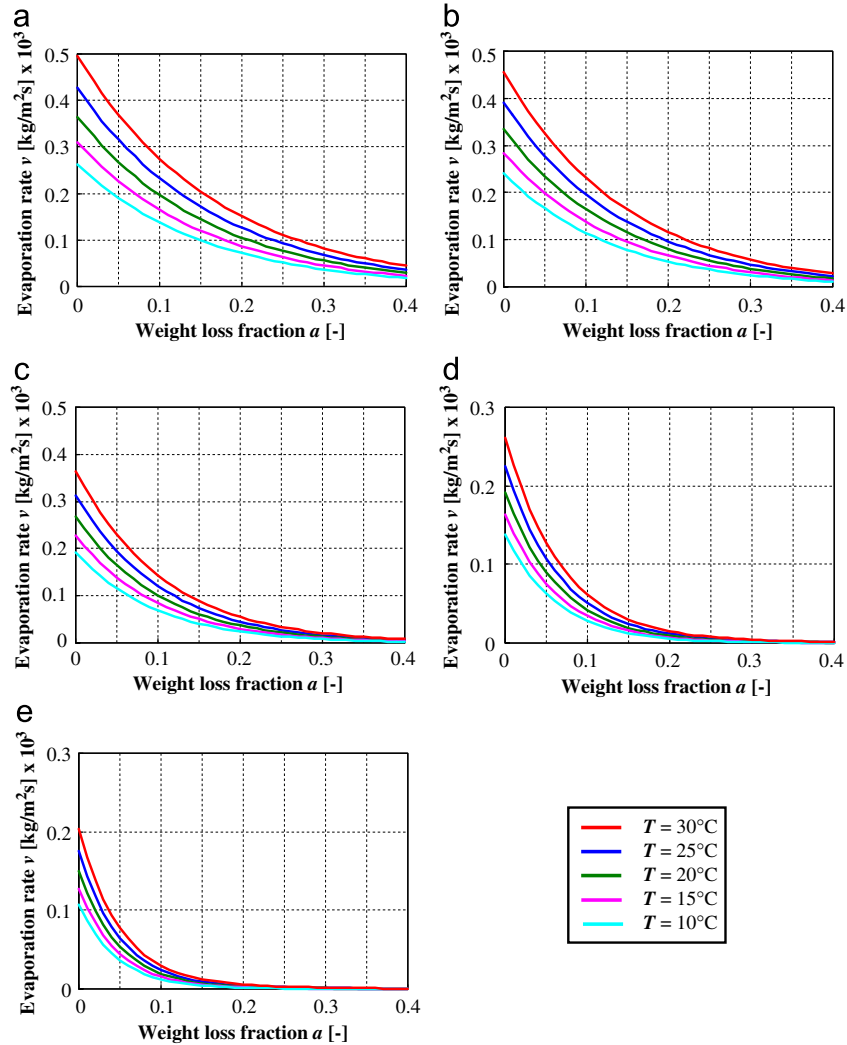 a
Evaporation rate v [kg/m²s] x 10³
0.5
0.4
0.3
0.2
0.1
0
0 0.1 0.2 0.3 0.4
Weight loss fraction a [-]
b
Evaporation rate v [kg/m²s] x 10³
0.5
0.4
0.3
0.2
0.1
0
0 0.1 0.2 0.3 0.4
Weight loss fraction a [-]
c
Evaporation rate v [kg/m²s] x 10³
0.5
0.4
0.3
0.2
0.1
0
0 0.1 0.2 0.3 0.4
Weight loss fraction a [-]
d
Evaporation rate v [kg/m²s] x 10³
0.3
0.2
0.1
0
0 0.1 0.2 0.3 0.4
Weight loss fraction a [-]
e
Evaporation rate v [kg/m²s] x 10³
0.3
0.2
0.1
0
0 0.1 0.2 0.3 0.4
Weight loss fraction a [-]
T = 30°C
T = 25°C
T = 20°C
T = 15°C
T = 10°C